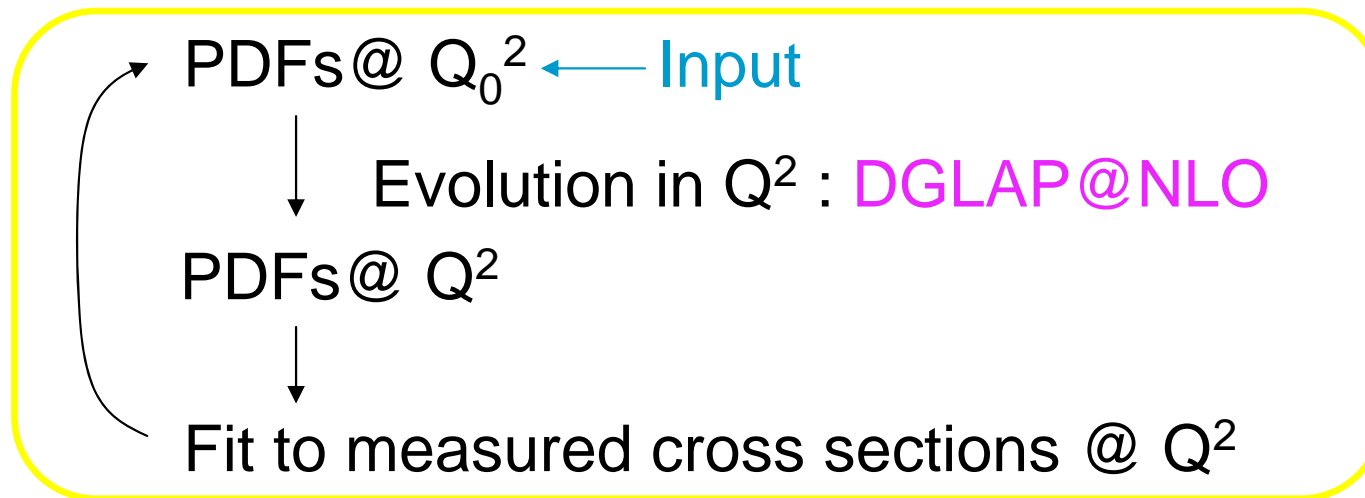 PDFs@ Q₀² Input
Evolution in Q² : DGLAP@NLO
PDFs@ Q²
Fit to measured cross sections @ Q²